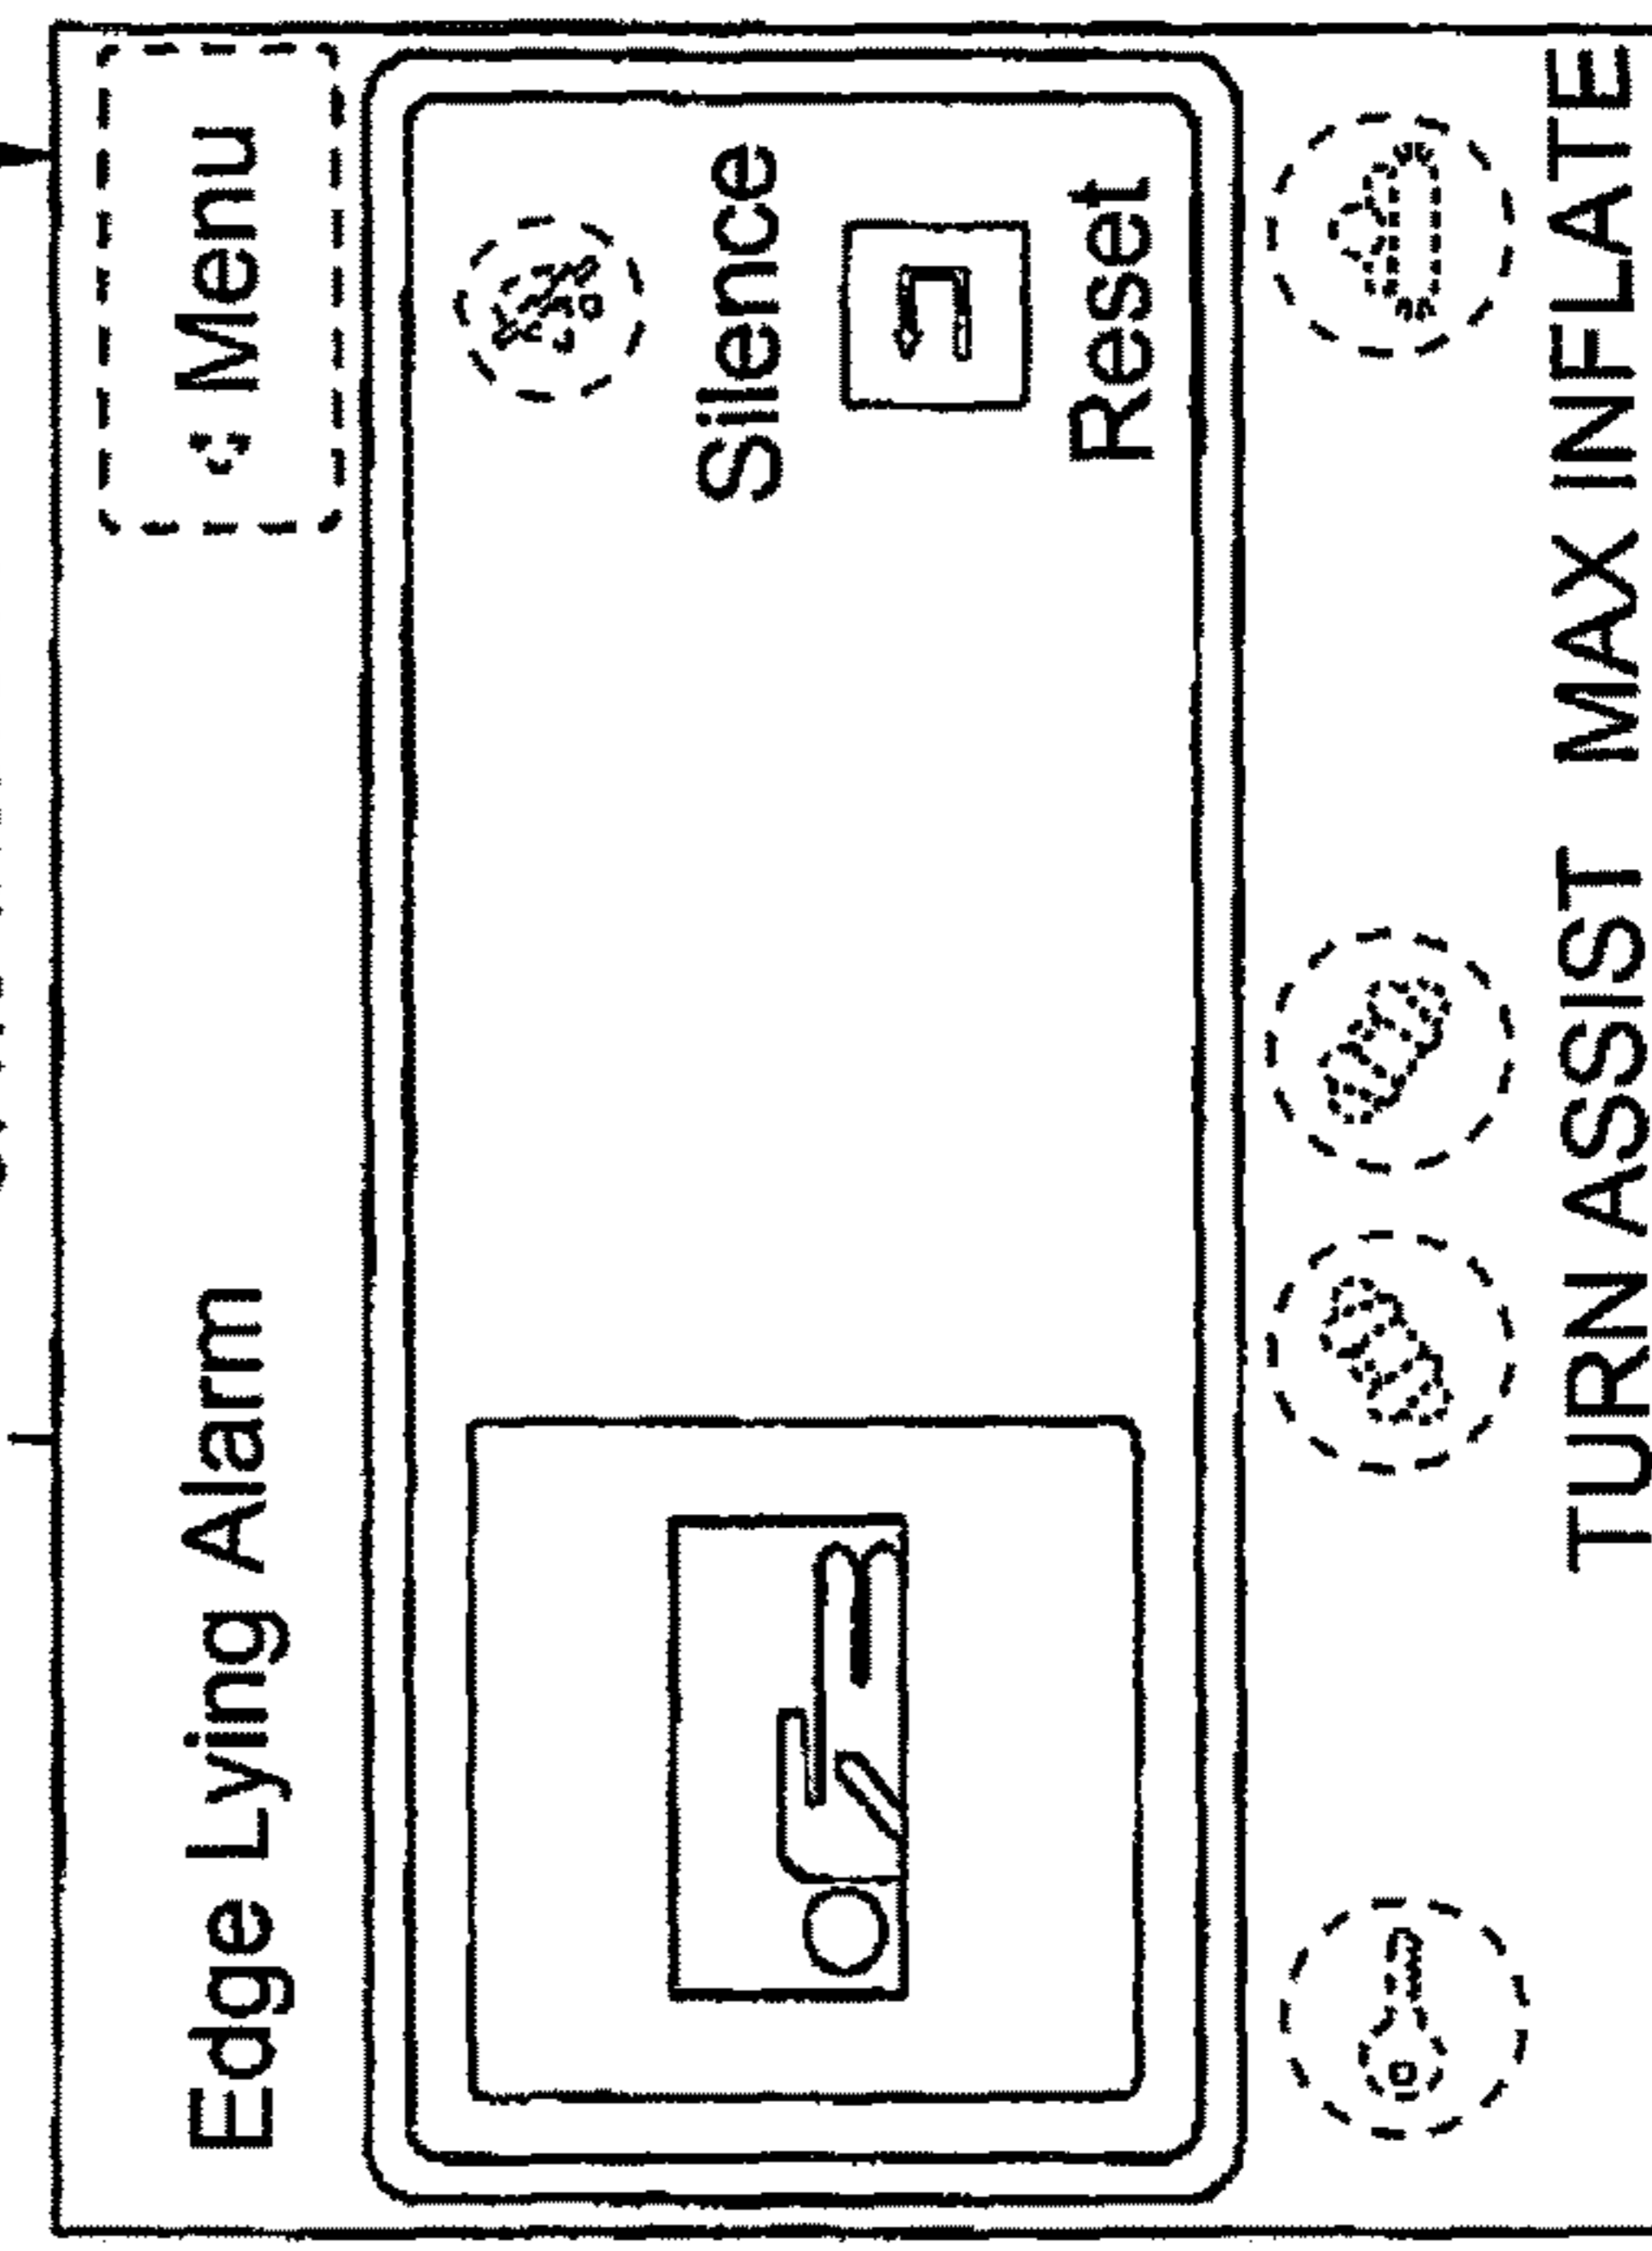 Edge Lying Alarm
< Menu
Silence
Reset
TURN ASSIST
MAX INFLATE